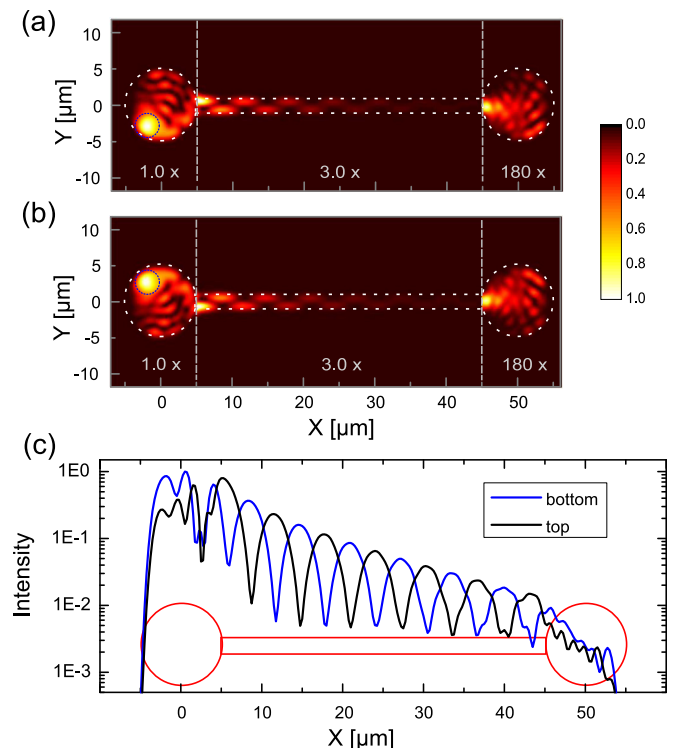 (a)
10
5
0
-5
-10
Y [µm]
1.0 x
3.0 x
180 x
0.0
0.2
0.4
0.6
0.8
1.0
(b)
10
5
0
-5
-10
Y [µm]
1.0 x
3.0 x
180 x
0
10
20
30
40
50
X [µm]
(c)
1E0
1E-1
1E-2
1E-3
Intensity
bottom
top
0
10
20
30
40
50
X [µm]